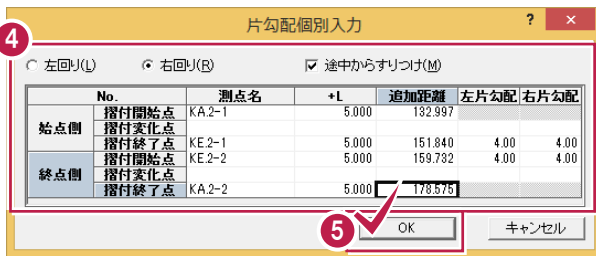 片勾配個別入力 ? ×
4
左回り(L) 右回り(R) 途中からすりつけ(M)
No. 測点名 +L 追加距離 左片勾配 右片勾配
始点側 摺付開始点 KA.2-1 5.000 132.997
摺付変化点
摺付終了点 KE.2-1 5.000 151.840 4.00 4.00
終点側 摺付開始点 KE.2-2 5.000 159.732 4.00 4.00
摺付変化点
摺付終了点 KA.2-2 5.000 178.575
5 OK キャンセル